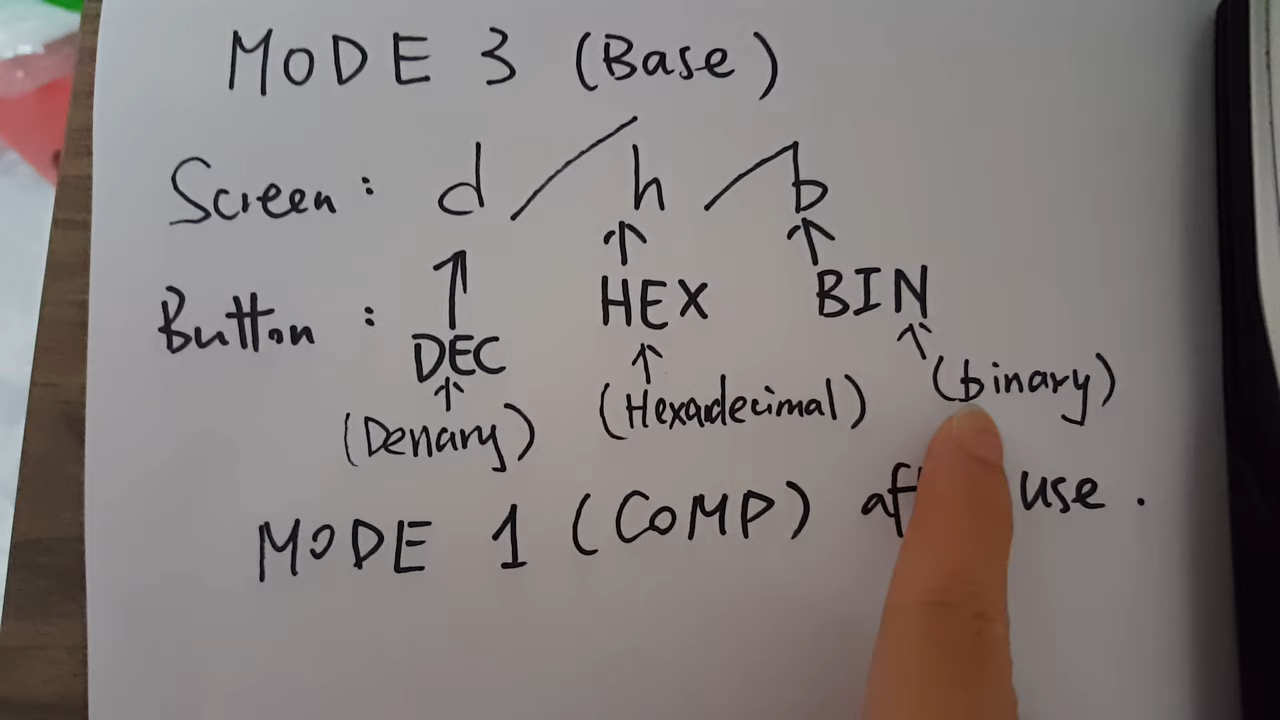 MODE 3 (Base)
Screen: d / h / b
Button: DEC HEX BIN
(Denary) (Hexadecimal) (binary)
MODE 1 (COMP) use.